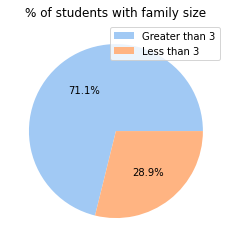 % of students with family size
Greater than 3
Less than 3
71.1%
28.9%